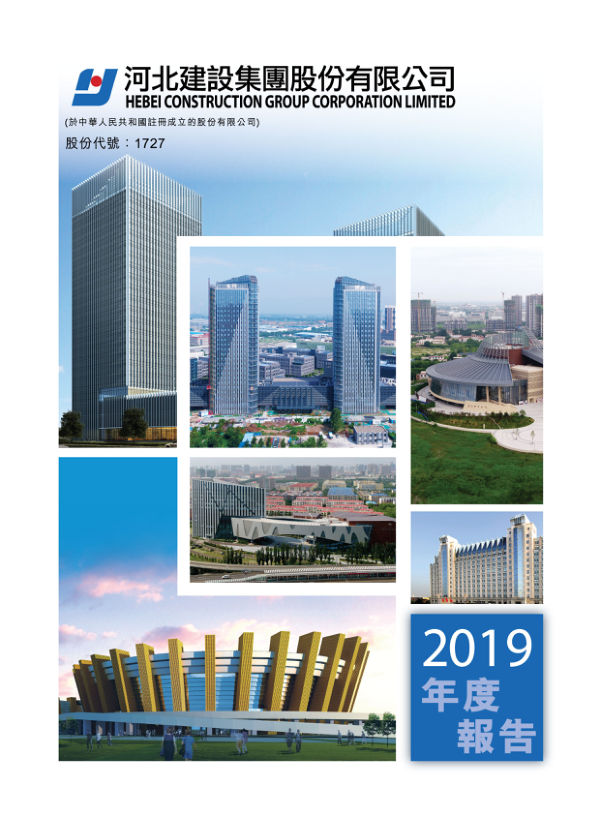 河北建設集團股份有限公司
HEBEI CONSTRUCTION GROUP CORPORATION LIMITED
(於中華人民共和國註冊成立的股份有限公司)
股份代號：1727
2019
年度
報告